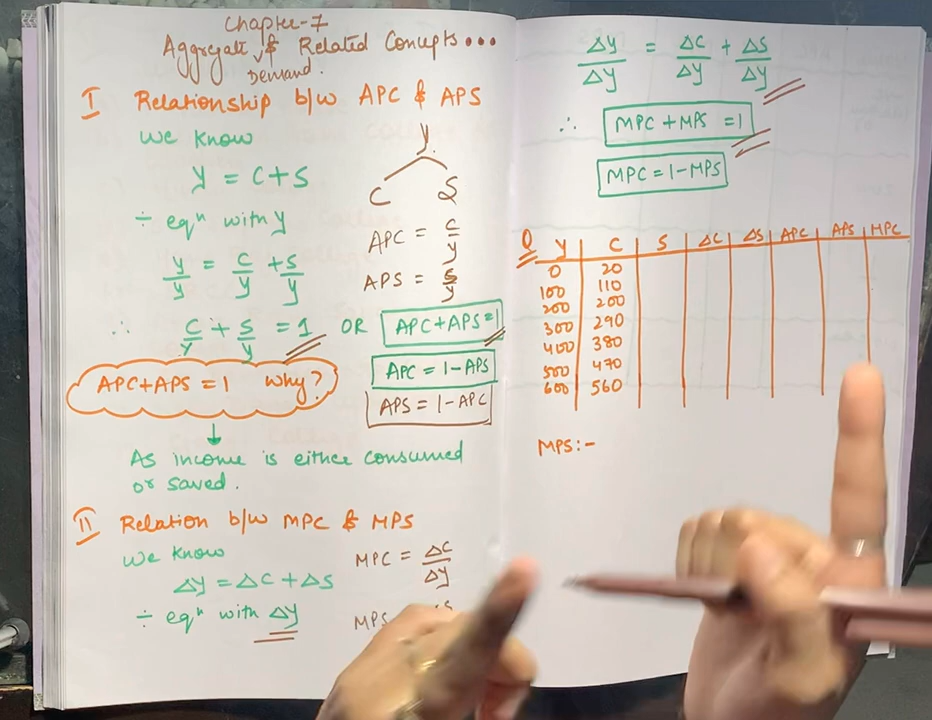 Chapter-7
Aggregate & Related Concepts...
Demand.
I Relationship b/w APC & APS
We know
y = C+S
÷ eqⁿ with y
y/y = C/y + S/y
∴ C/y + S/y = 1 OR APC+APS=1
APC+APS = 1 why?
As income is either consumed
or saved.
y
C S
APC = C/y
APS = S/y
APC = 1-APS
APS = 1-APC
II Relation b/w MPC & MPS
We know
Δy = ΔC + ΔS
÷ eqⁿ with Δy
MPC = ΔC/Δy
MPS
Δy/Δy = ΔC/Δy + ΔS/Δy
∴ MPC+MPS =1
MPC = 1-MPS
Q y C S ΔC ΔS APC APS MPC
0 20
100 110
200 200
300 290
400 380
500 470
600 560
MPS:-